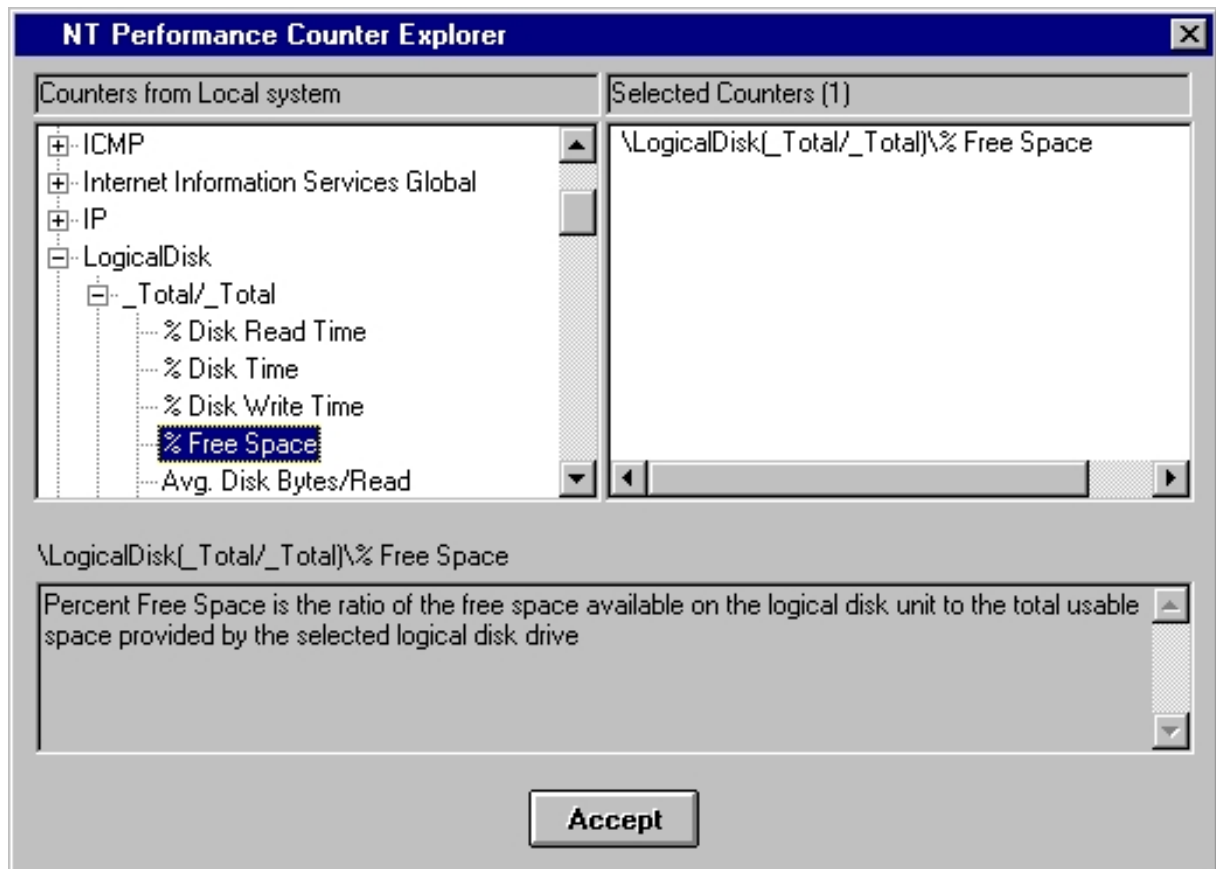 NT Performance Counter Explorer
Counters from Local system
Selected Counters (1)
ICMP
Internet Information Services Global
IP
LogicalDisk
_Total/_Total
% Disk Read Time
% Disk Time
% Disk Write Time
% Free Space
Avg. Disk Bytes/Read
\LogicalDisk(_Total/_Total)\% Free Space
\LogicalDisk(_Total/_Total)\% Free Space
Percent Free Space is the ratio of the free space available on the logical disk unit to the total usable
space provided by the selected logical disk drive
Accept